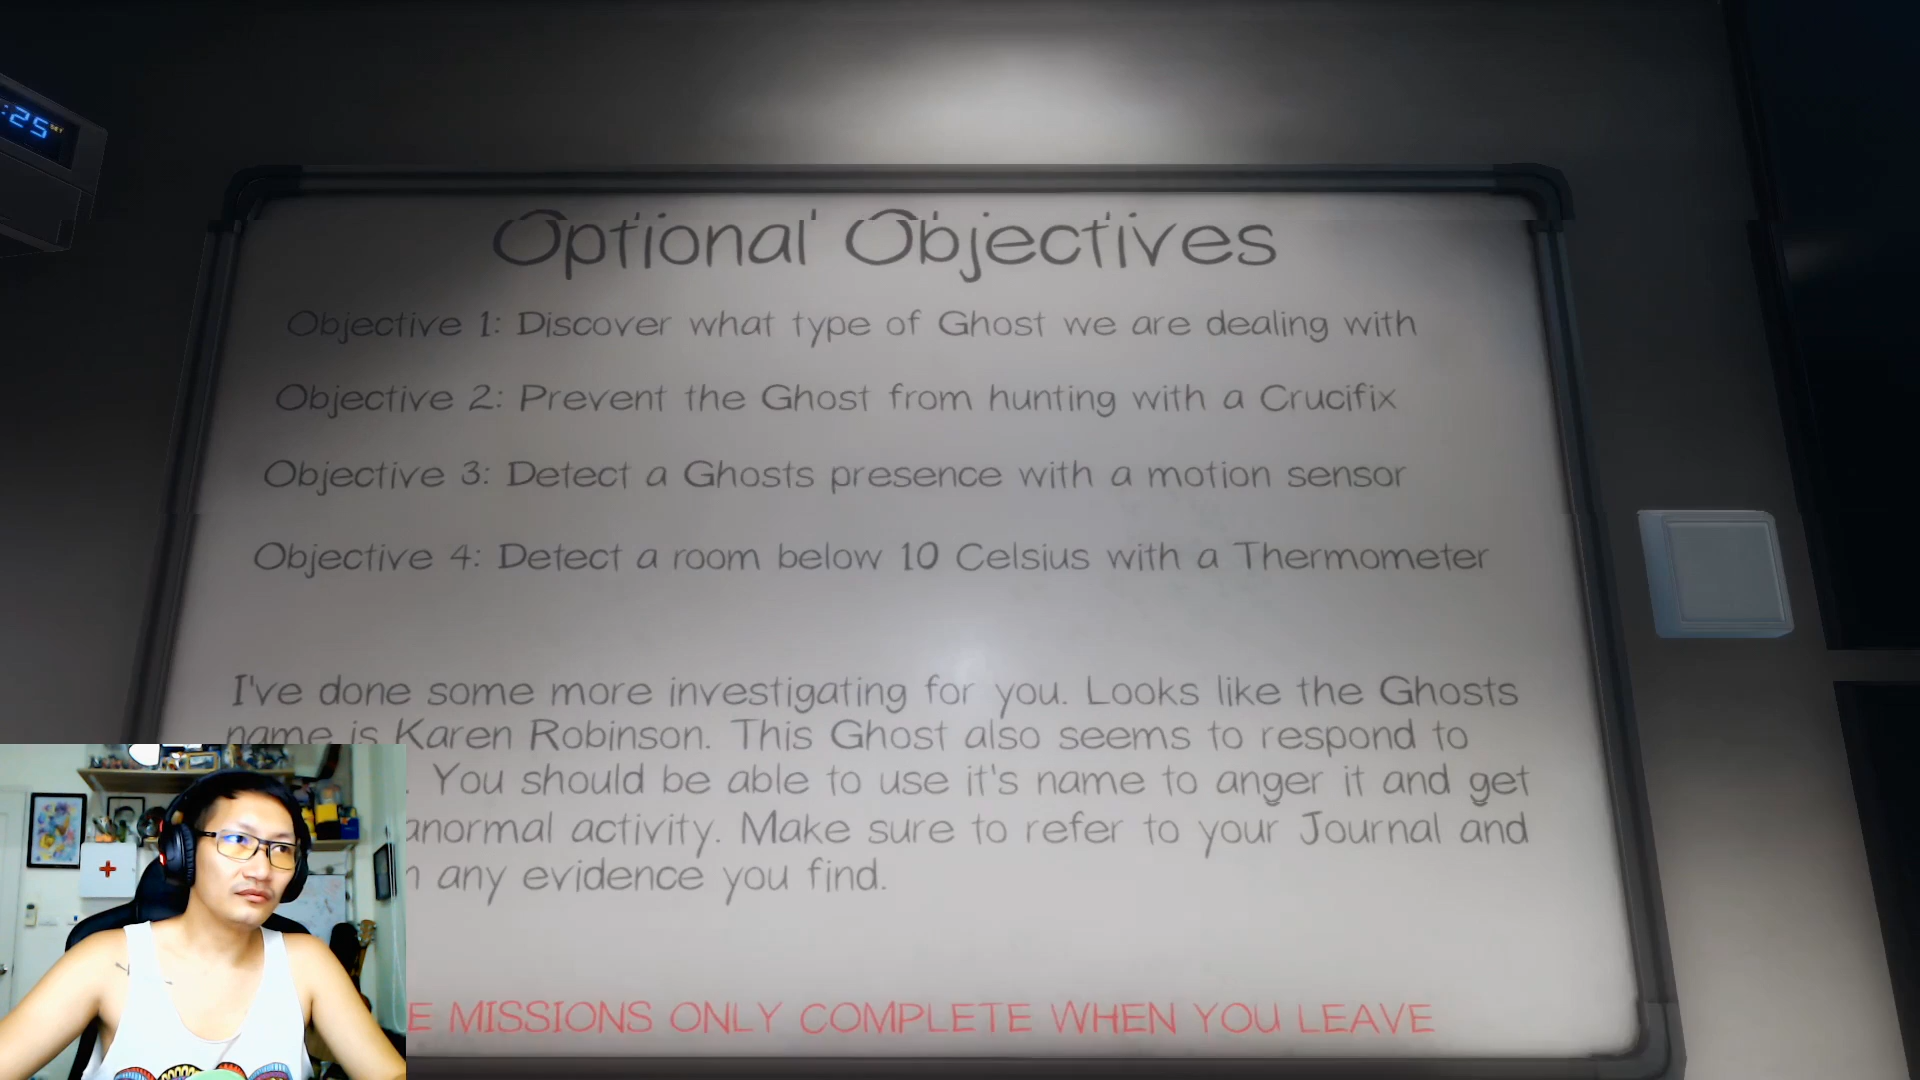 :25
Optional Objectives
Objective 1: Discover what type of Ghost we are dealing with
Objective 2: Prevent the Ghost from hunting with a Crucifix
Objective 3: Detect a Ghosts presence with a motion sensor
Objective 4: Detect a room below 10 Celsius with a Thermometer
I've done some more investigating for you. Looks like the Ghosts
name is Karen Robinson. This Ghost also seems to respond to
. You should be able to use it's name to anger it and get
anormal activity. Make sure to refer to your Journal and
any evidence you find.
E MISSIONS ONLY COMPLETE WHEN YOU LEAVE